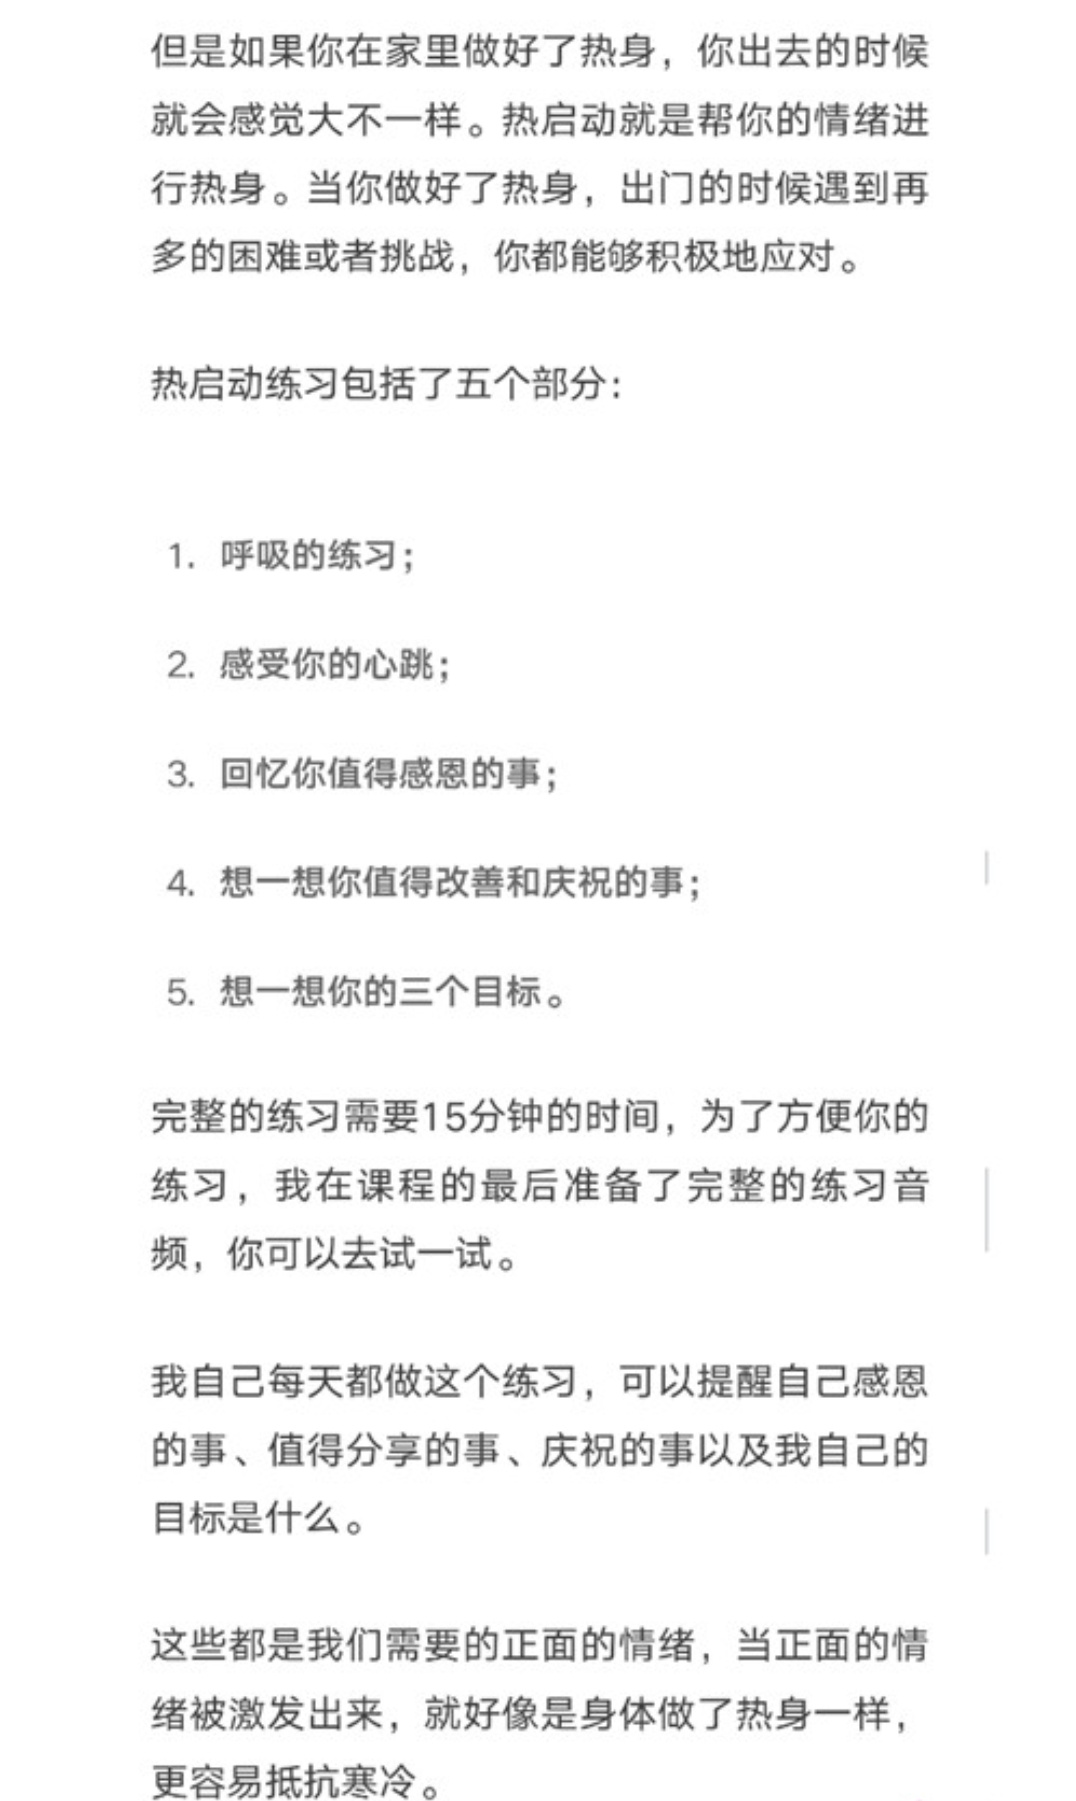 但是如果你在家里做好了热身，你出去的时候
就会感觉大不一样。热启动就是帮你的情绪进
行热身。当你做好了热身，出门的时候遇到再
多的困难或者挑战，你都能够积极地应对。
热启动练习包括了五个部分：
1. 呼吸的练习；
2. 感受你的心跳；
3. 回忆你值得感恩的事；
4. 想一想你值得改善和庆祝的事；
5. 想一想你的三个目标。
完整的练习需要15分钟的时间，为了方便你的
练习，我在课程的最后准备了完整的练习音
频，你可以去试一试。
我自己每天都做这个练习，可以提醒自己感恩
的事、值得分享的事、庆祝的事以及我自己的
目标是什么。
这些都是我们需要的正面的情绪，当正面的情
绪被激发出来，就好像是身体做了热身一样，
更容易抵抗寒冷。